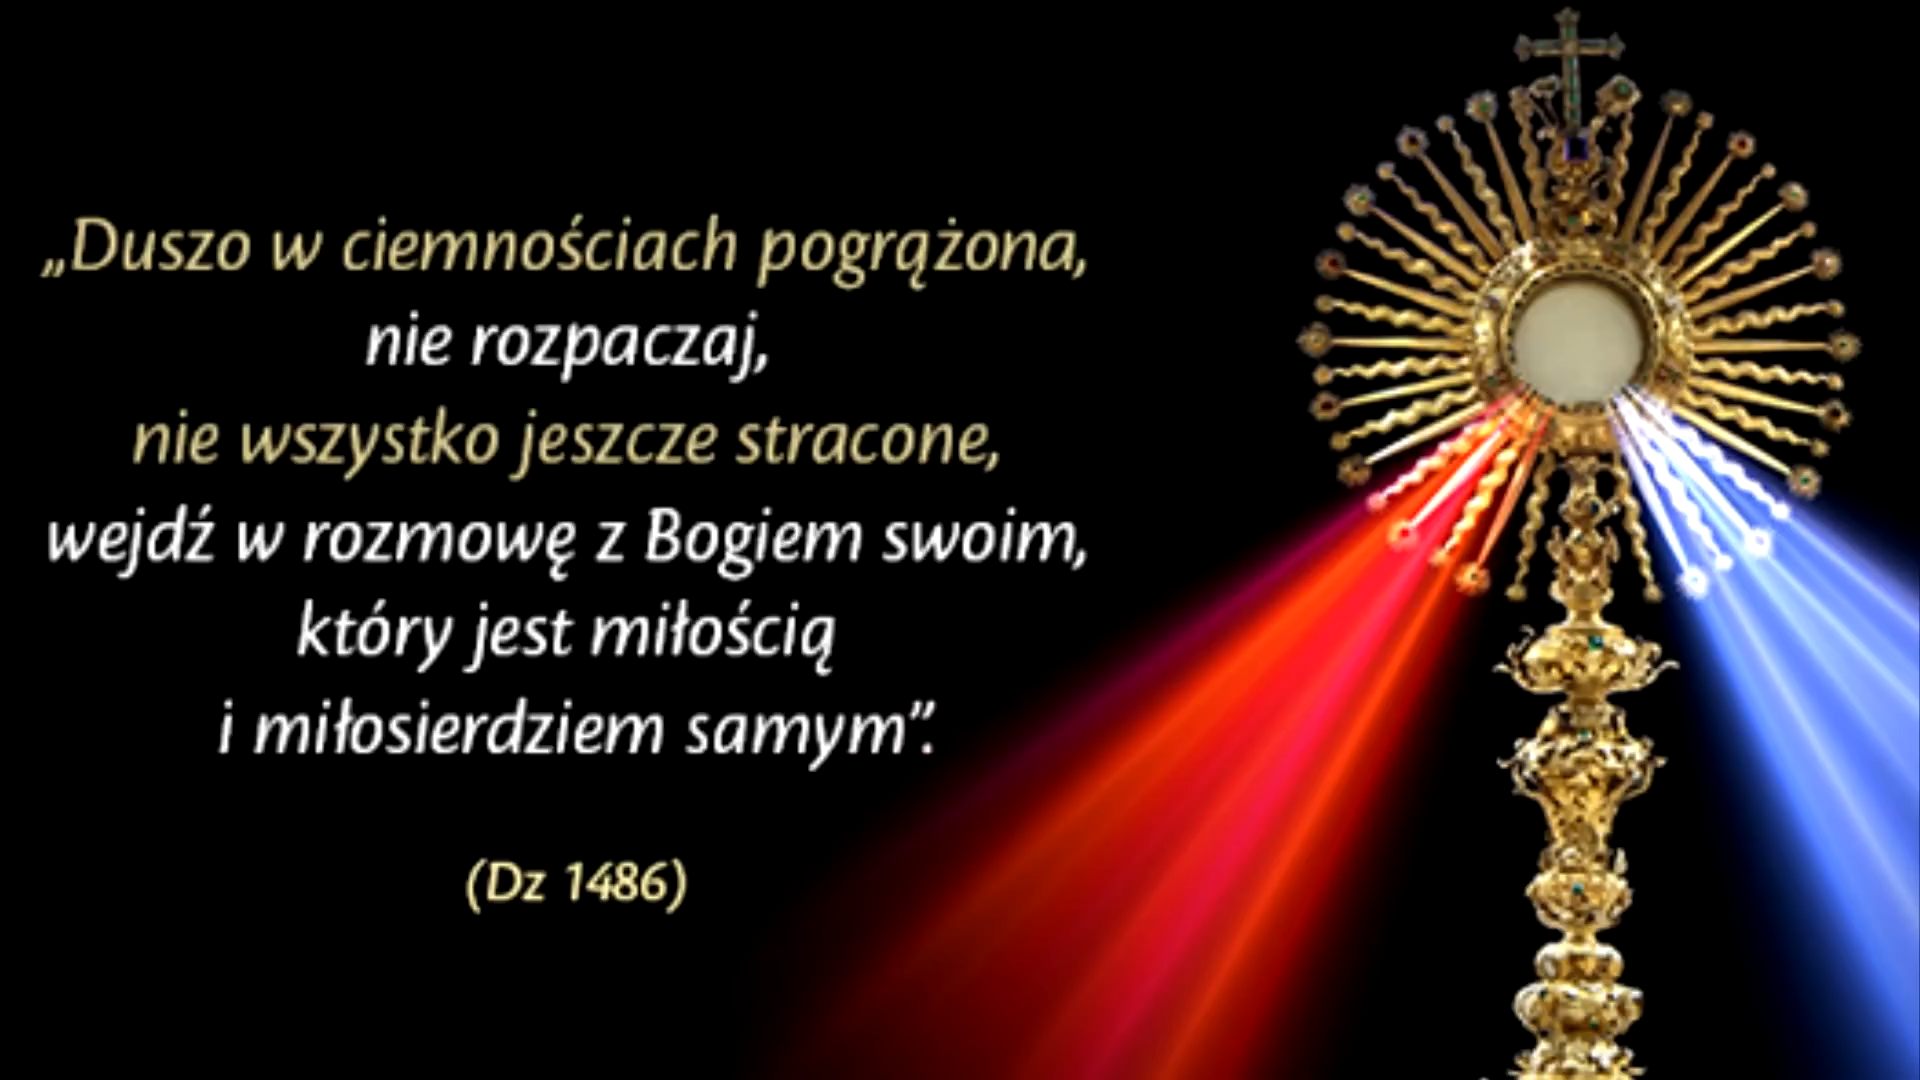 „Duszo w ciemnościach pogrążona,
nie rozpaczaj,
nie wszystko jeszcze stracone,
wejdź w rozmowę z Bogiem swoim,
który jest miłością
i miłosierdziem samym”.
(Dz 1486)